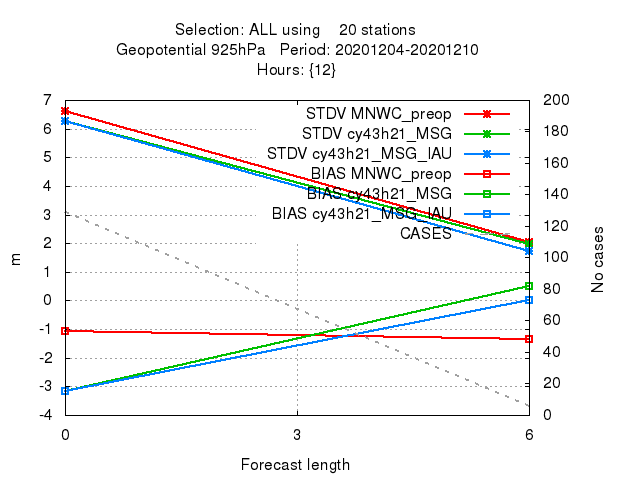 Selection: ALL using    20 stations
Geopotential 925hPa   Period: 20201204-20201210
Hours: {12}
STDV MNWC_preop
STDV cy43h21_MSG
STDV cy43h21_MSG_IAU
BIAS MNWC_preop
BIAS cy43h21_MSG
BIAS cy43h21_MSG_IAU
CASES
7
6
5
4
3
2
1
0
-1
-2
-3
-4
m
200
180
160
140
120
100
80
60
40
20
0
No cases
0 3 6
Forecast length